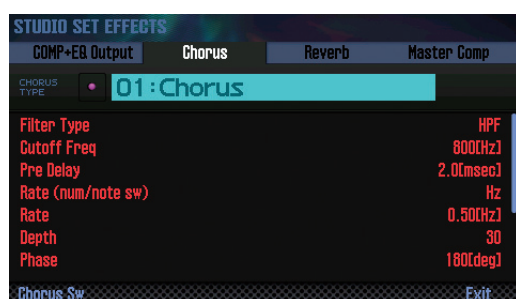 STUDIO SET EFFECTS
COMP+EQ Output Chorus Reverb Master Comp
CHORUS TYPE 01:Chorus
Filter Type HPF
Cutoff Freq 800[Hz]
Pre Delay 2.0[msec]
Rate (num/note sw) Hz
Rate 0.50[Hz]
Depth 30
Phase 180[deg]
Chorus Sw Exit